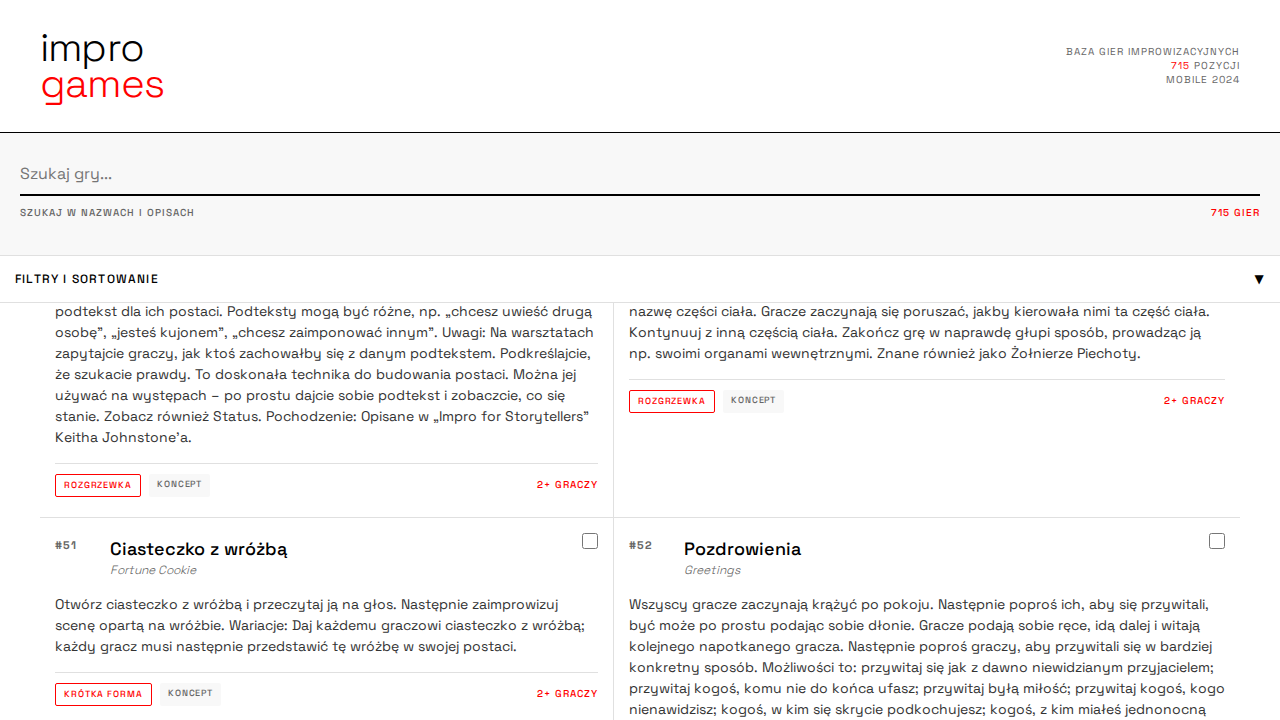 impro
games
BAZA GIER IMPROWIZACYJNYCH
715 POZYCJI
MOBILE 2024
Szukaj gry...
SZUKAJ W NAZWACH I OPISACH
715 GIER
FILTRY I SORTOWANIE
▼
podtekst dla ich postaci. Podteksty mogą być różne, np. „chcesz uwieść drugą
osobę”, „jesteś kujonem”, „chcesz zaimponować innym”. Uwagi: Na warsztatach
zapytajcie graczy, jak ktoś zachowałby się z danym podtekstem. Podkreślajcie,
że szukacie prawdy. To doskonała technika do budowania postaci. Można jej
używać na występach – po prostu dajcie sobie podtekst i zobaczcie, co się
stanie. Zobacz również Status. Pochodzenie: Opisane w „Impro for Storytellers”
Keitha Johnstone’a.
ROZGRZEWKA
KONCEPT
2+ GRACZY
nazwę części ciała. Gracze zaczynają się poruszać, jakby kierowała nimi ta część ciała.
Kontynuuj z inną częścią ciała. Zakończ grę w naprawdę głupi sposób, prowadząc ją
np. swoimi organami wewnętrznymi. Znane również jako Żołnierze Piechoty.
ROZGRZEWKA
KONCEPT
2+ GRACZY
#51
Ciasteczko z wróżbą
Fortune Cookie
Otwórz ciasteczko z wróżbą i przeczytaj ją na głos. Następnie zaimprowizuj
scenę opartą na wróżbie. Wariacje: Daj każdemu graczowi ciasteczko z wróżbą;
każdy gracz musi następnie przedstawić tę wróżbę w swojej postaci.
KRÓTKA FORMA
KONCEPT
2+ GRACZY
#52
Pozdrowienia
Greetings
Wszyscy gracze zaczynają krążyć po pokoju. Następnie poproś ich, aby się przywitali,
być może po prostu podając sobie dłonie. Gracze podają sobie ręce, idą dalej i witają
kolejnego napotkanego gracza. Następnie poproś graczy, aby przywitali się w bardziej
konkretny sposób. Możliwości to: przywitaj się jak z dawno niewidzianym przyjacielem;
przywitaj kogoś, komu nie do końca ufasz; przywitaj byłą miłość; przywitaj kogoś, kogo
nienawidzisz; kogoś, w kim się skrycie podkochujesz; kogoś, z kim miałeś jednonocną